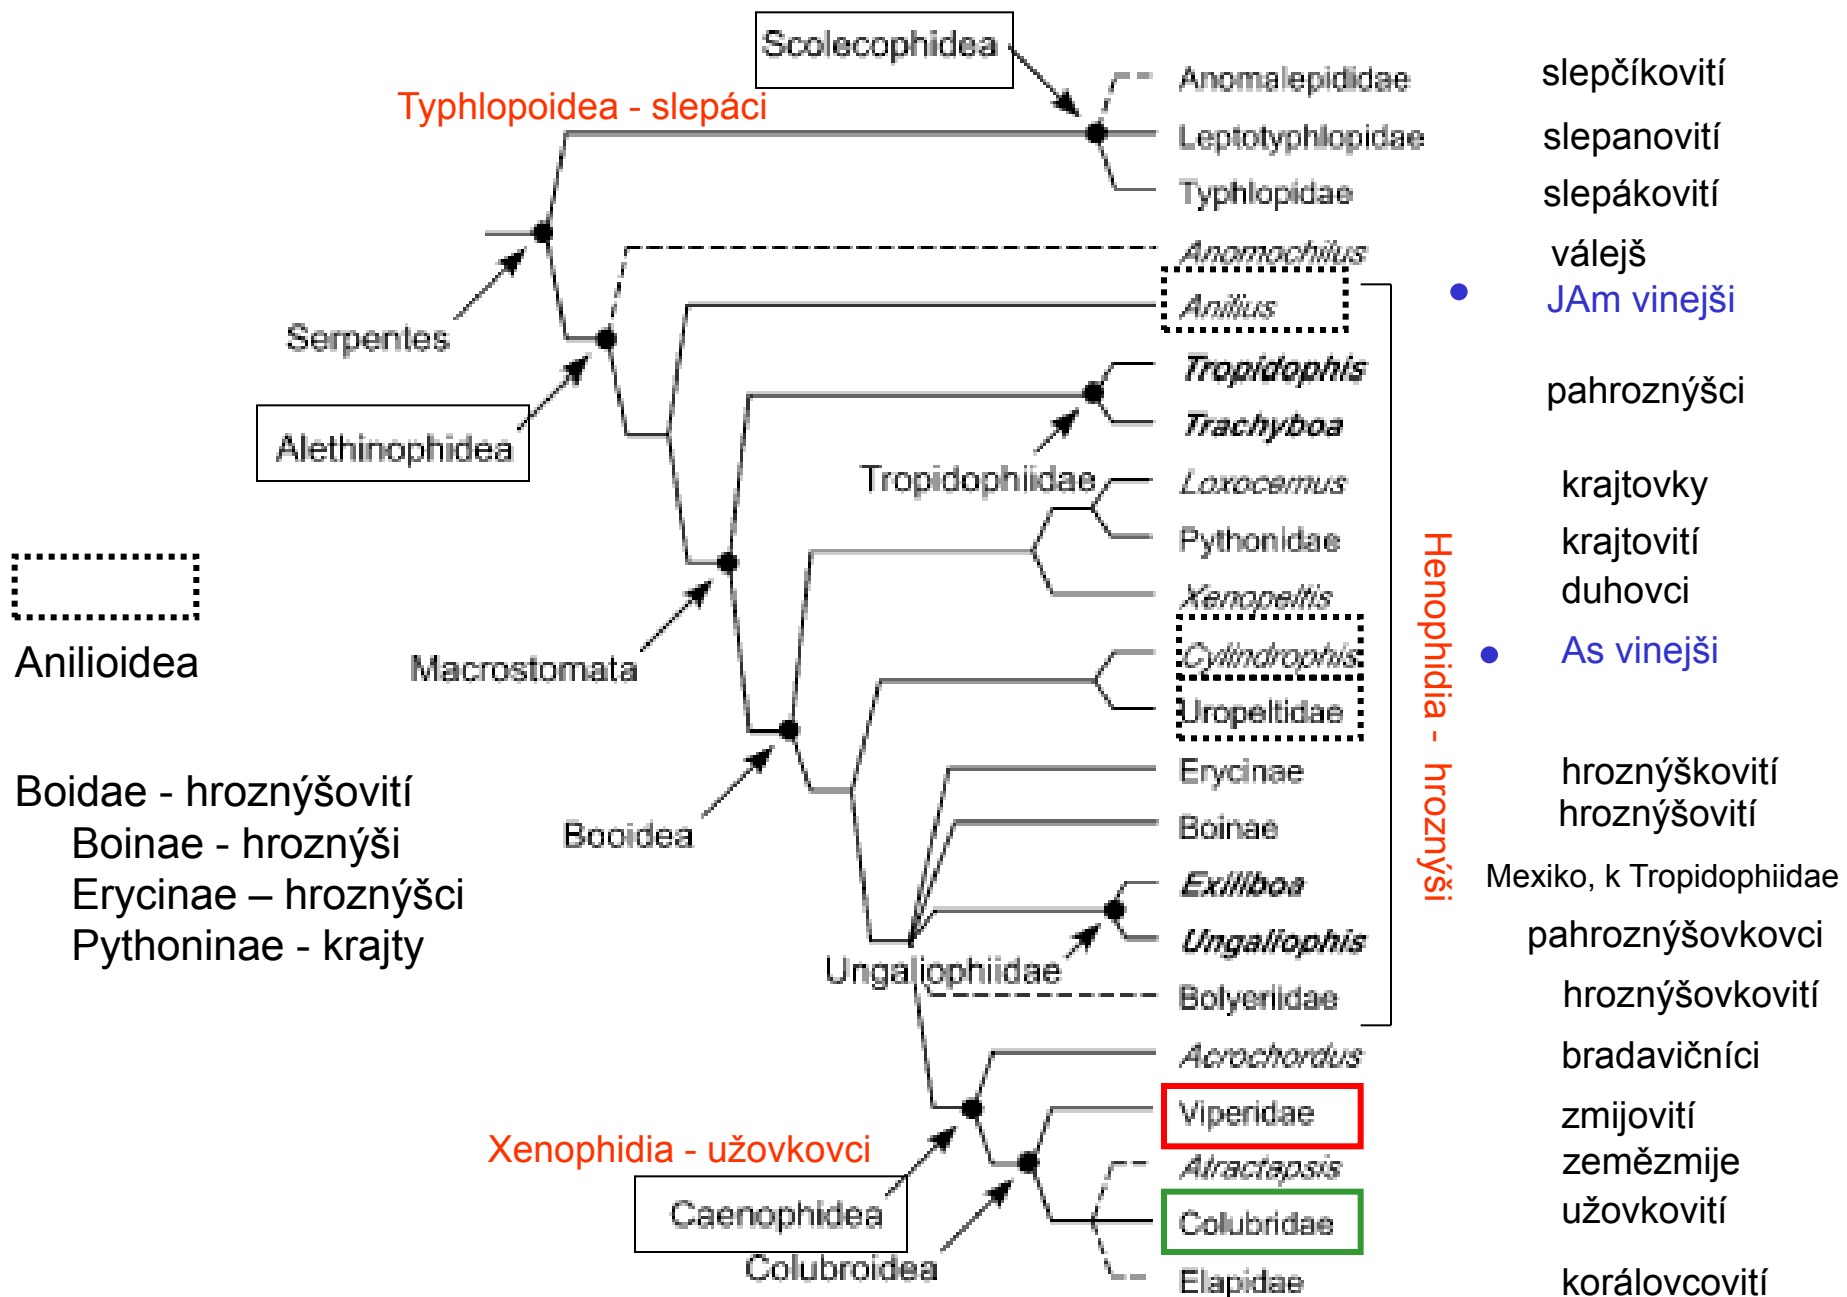 Scolecophidea
Anomalepididae slepčíkovití
Typhlopoidea - slepáci
Leptotyphlopidae slepanovití
Typhlopidae slepákovití
Anomochilus válejš
Anilius • JAm vinejši
Serpentes
Tropidophis
pahroznýšci
Trachyboa
Alethinophidea
Tropidophiidae
Loxocemus krajtovky
Pythonidae krajtovití
Xenopeltis duhovci
Henophidia - hroznýši
Anilioidea
Macrostomata
Cylindrophis • As vinejši
Uropeltidae
Erycinae hroznýškovití
Boidae - hroznýšovití
Boinae - hroznýši
Erycinae – hroznýšci
Pythoninae - krajty
Booidea
Boinae hroznýšovití
Exiliboa Mexiko, k Tropidophiidae
Ungaliophis pahroznýšovkovci
Ungaliophiidae
Bolyeriidae hroznýšovkovití
Acrochordus bradavičníci
Viperidae zmijovití
Xenophidia - užovkovci
Atractapsis zemězmije
Caenophidea
Colubridae užovkovití
Colubroidea
Elapidae korálovcovití